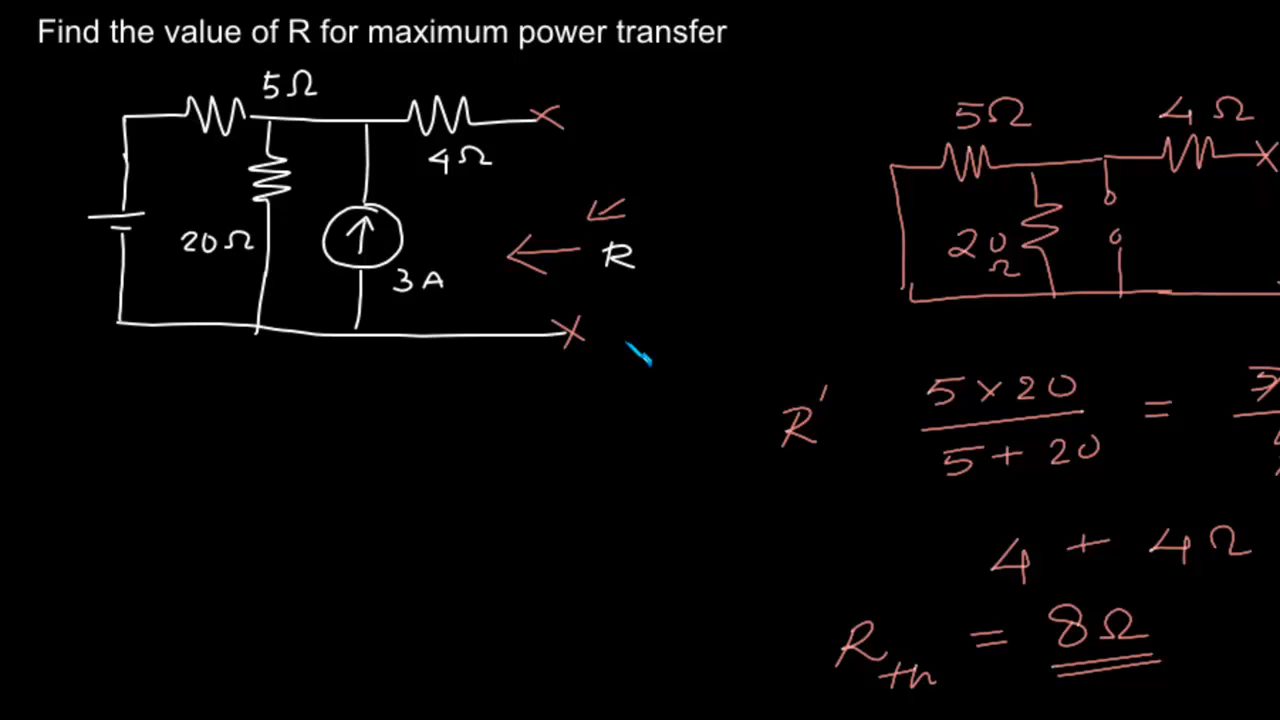 Find the value of R for maximum power transfer
5Ω
4Ω
20Ω
3A
R
5Ω
4Ω
20
Ω
R' 5×20 =
5+20
4 + 4Ω
Rth = 8Ω